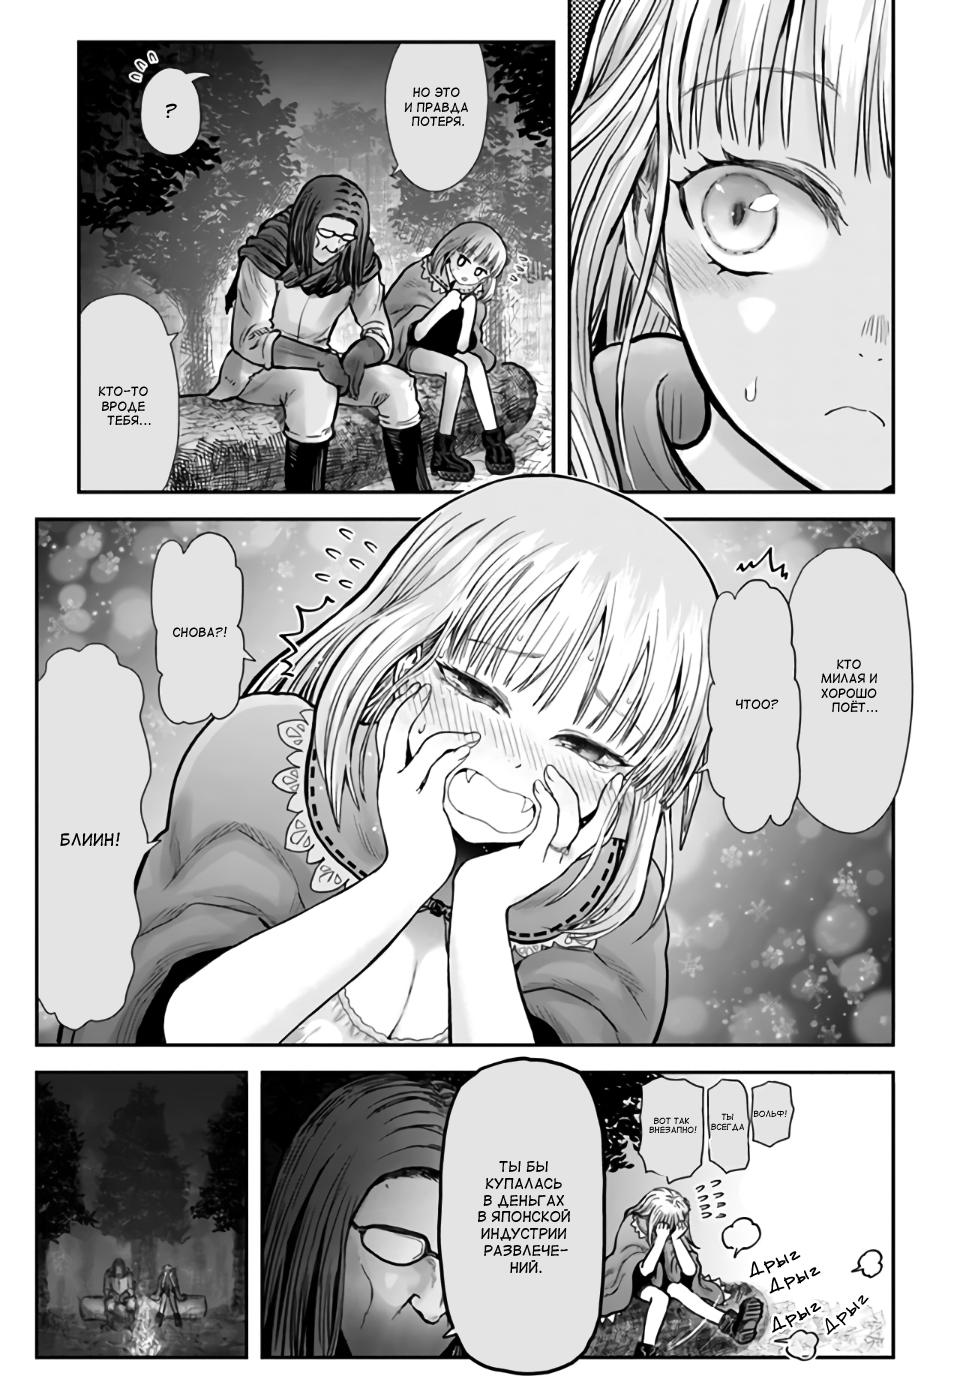 НО ЭТО
И ПРАВДА
ПОТЕРЯ.
?
КТО-ТО
ВРОДЕ
ТЕБЯ...
КТО
МИЛАЯ И
ХОРОШО
ПОЁТ...
ЧТОО?
СНОВА?!
БЛИИН!
ВОЛЬФ!
ТЫ
ВСЕГДА
ВОТ ТАК
ВНЕЗАПНО!
Дрыг
Дрыг
Дрыг
Дрыг
ТЫ БЫ
КУПАЛАСЬ
В ДЕНЬГАХ
В ЯПОНСКОЙ
ИНДУСТРИИ
РАЗВЛЕЧЕ-
НИЙ.